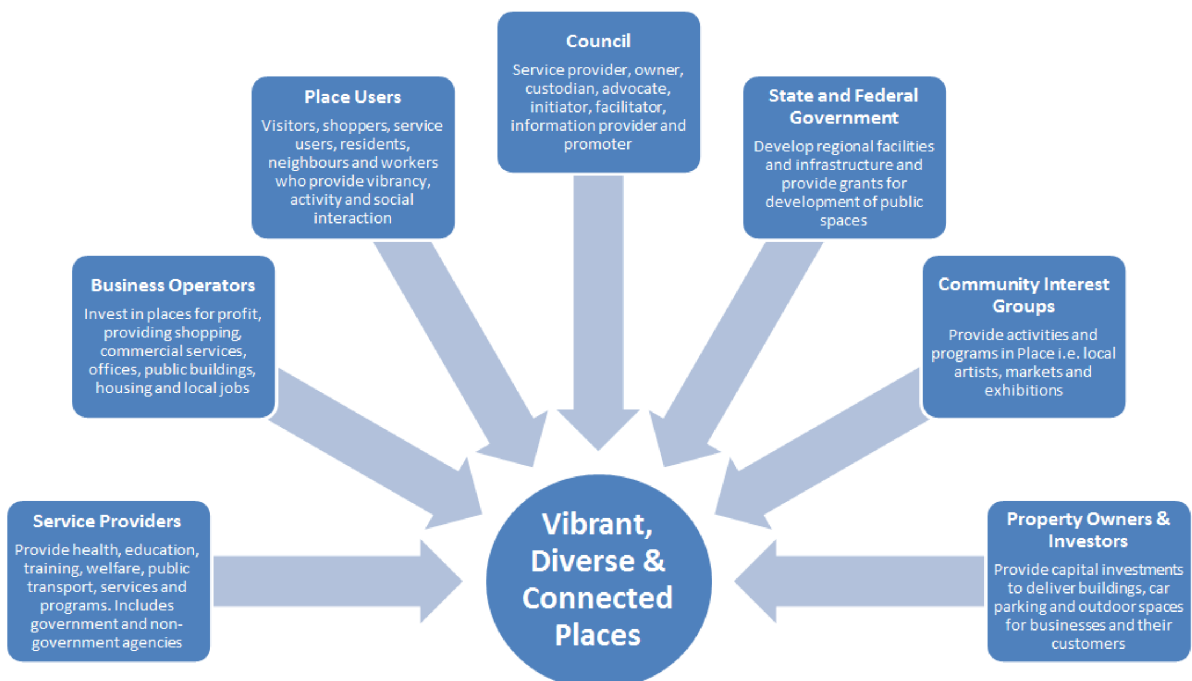 Council
Service provider, owner,
custodian, advocate,
initiator, facilitator,
information provider and
promoter
Place Users
Visitors, shoppers, service
users, residents,
neighbours and workers
who provide vibrancy,
activity and social
interaction
State and Federal
Government
Develop regional facilities
and infrastructure and
provide grants for
development of public
spaces
Business Operators
Invest in places for profit,
providing shopping,
commercial services,
offices, public buildings,
housing and local jobs
Community Interest
Groups
Provide activities and
programs in Place i.e. local
artists, markets and
exhibitions
Service Providers
Provide health, education,
training, welfare, public
transport, services and
programs. Includes
government and non-
government agencies
Vibrant,
Diverse &
Connected
Places
Property Owners &
Investors
Provide capital investments
to deliver buildings, car
parking and outdoor spaces
for businesses and their
customers